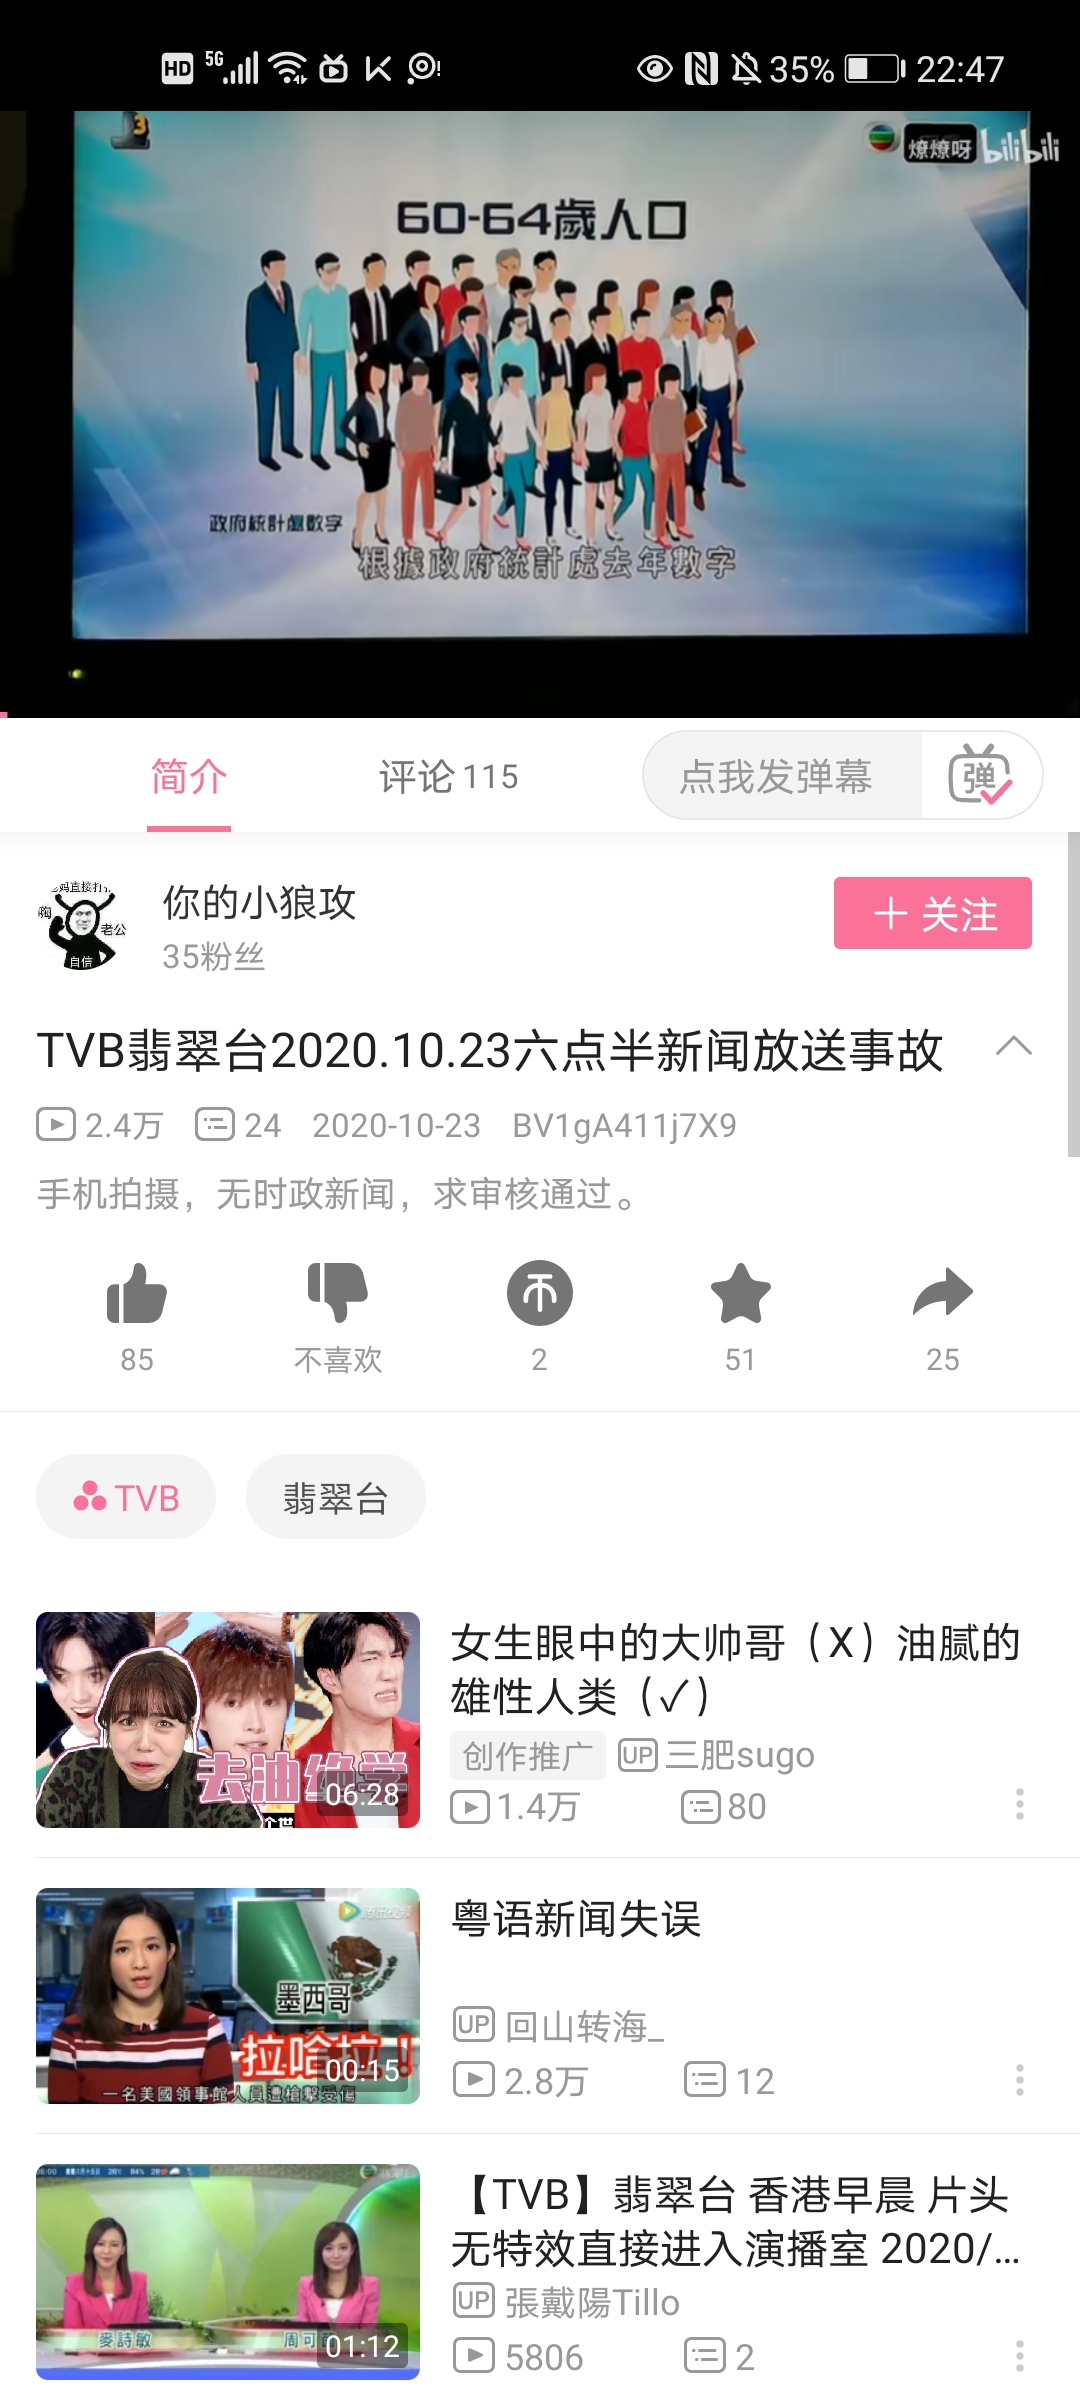 HD 5G 35% 22:47
3
燎燎呀 bilibili
60-64歲人口
政府統計處數字
根據政府統計處去年數字
简介 评论 115 点我发弹幕 弹
你的小狼攻
35粉丝
老公
自信
关注
TVB翡翠台2020.10.23六点半新闻放送事故
2.4万 24 2020-10-23 BV1gA411j7X9
手机拍摄，无时政新闻，求审核通过。
85 不喜欢 2 51 25
TVB 翡翠台
去油绝学
06:28
女生眼中的大帅哥（X）油腻的
雄性人类（✓）
创作推广 UP 三肥sugo
1.4万 80
腾讯视频
墨西哥
拉哈拉！
00:15
一名美國領事館人員遭槍擊受傷
粤语新闻失误
UP 回山转海_
2.8万 12
麥詩敏
周可
01:12
【TVB】翡翠台 香港早晨 片头
无特效直接进入演播室 2020/...
UP 張戴陽Tillo
5806 2